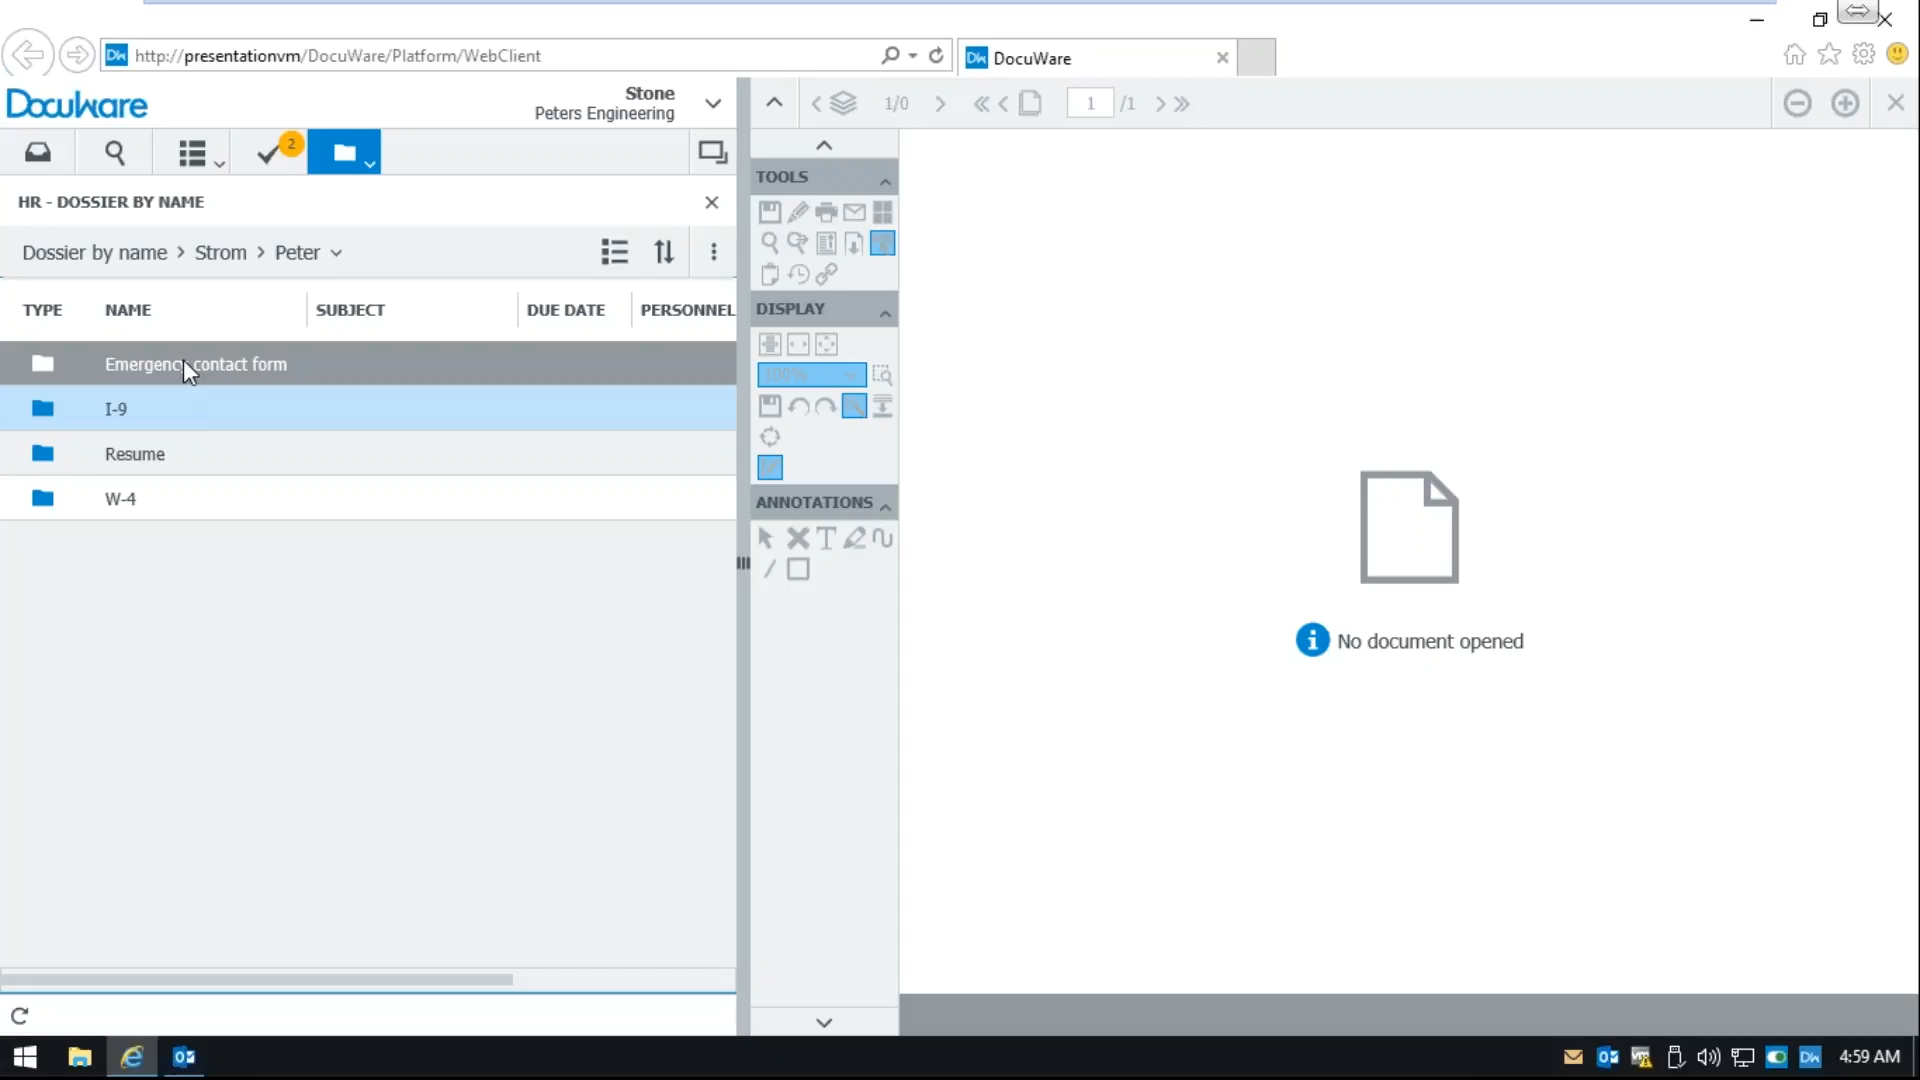 http://presentationvm/DocuWare/Platform/WebClient
DocuWare
DocuWare
Stone
Peters Engineering
1/0
1
/1
2
HR - DOSSIER BY NAME
Dossier by name > Strom > Peter
TYPE NAME SUBJECT DUE DATE PERSONNEL
Emergency contact form
I-9
Resume
W-4
TOOLS
DISPLAY
100%
ANNOTATIONS
No document opened
4:59 AM